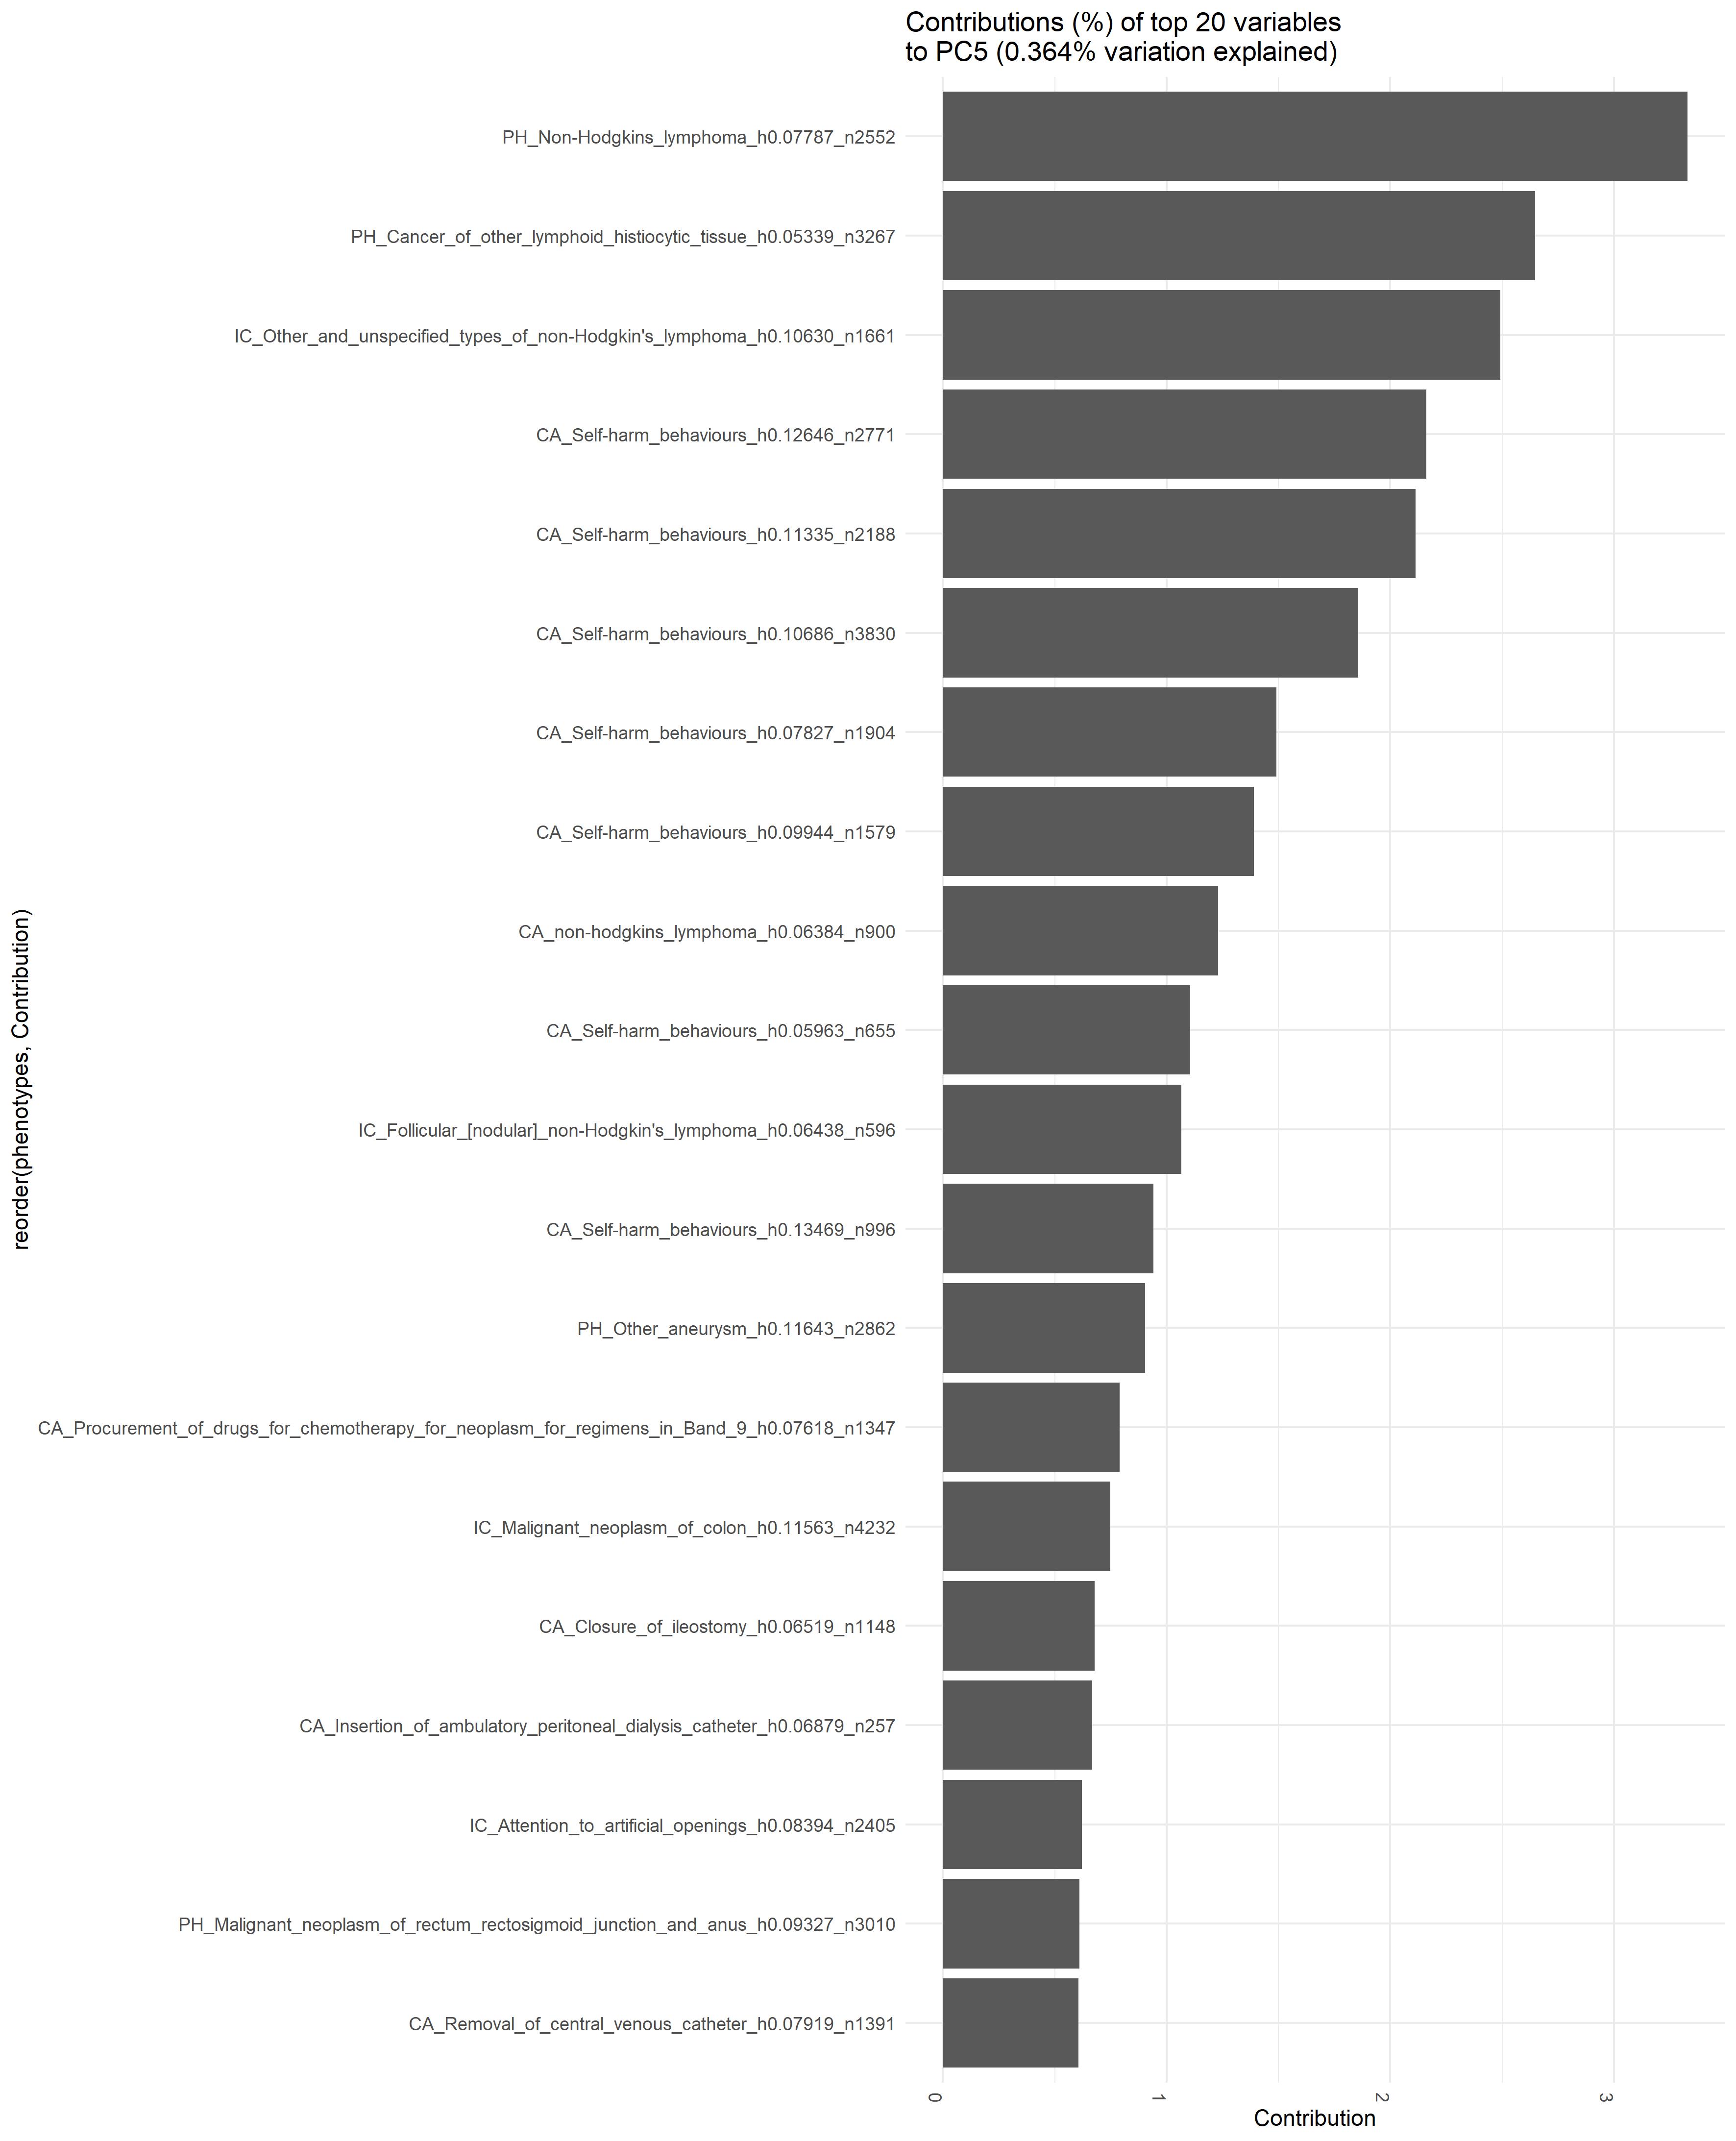 Contributions (%) of top 20 variables
to PC5 (0.364% variation explained)
PH_Non-Hodgkins_lymphoma_h0.07787_n2552
PH_Cancer_of_other_lymphoid_histiocytic_tissue_h0.05339_n3267
IC_Other_and_unspecified_types_of_non-Hodgkin's_lymphoma_h0.10630_n1661
CA_Self-harm_behaviours_h0.12646_n2771
CA_Self-harm_behaviours_h0.11335_n2188
CA_Self-harm_behaviours_h0.10686_n3830
CA_Self-harm_behaviours_h0.07827_n1904
CA_Self-harm_behaviours_h0.09944_n1579
CA_non-hodgkins_lymphoma_h0.06384_n900
CA_Self-harm_behaviours_h0.05963_n655
IC_Follicular_[nodular]_non-Hodgkin's_lymphoma_h0.06438_n596
CA_Self-harm_behaviours_h0.13469_n996
PH_Other_aneurysm_h0.11643_n2862
CA_Procurement_of_drugs_for_chemotherapy_for_neoplasm_for_regimens_in_Band_9_h0.07618_n1347
IC_Malignant_neoplasm_of_colon_h0.11563_n4232
CA_Closure_of_ileostomy_h0.06519_n1148
CA_Insertion_of_ambulatory_peritoneal_dialysis_catheter_h0.06879_n257
IC_Attention_to_artificial_openings_h0.08394_n2405
PH_Malignant_neoplasm_of_rectum_rectosigmoid_junction_and_anus_h0.09327_n3010
CA_Removal_of_central_venous_catheter_h0.07919_n1391
reorder(phenotypes, Contribution)
0 1 2 3
Contribution